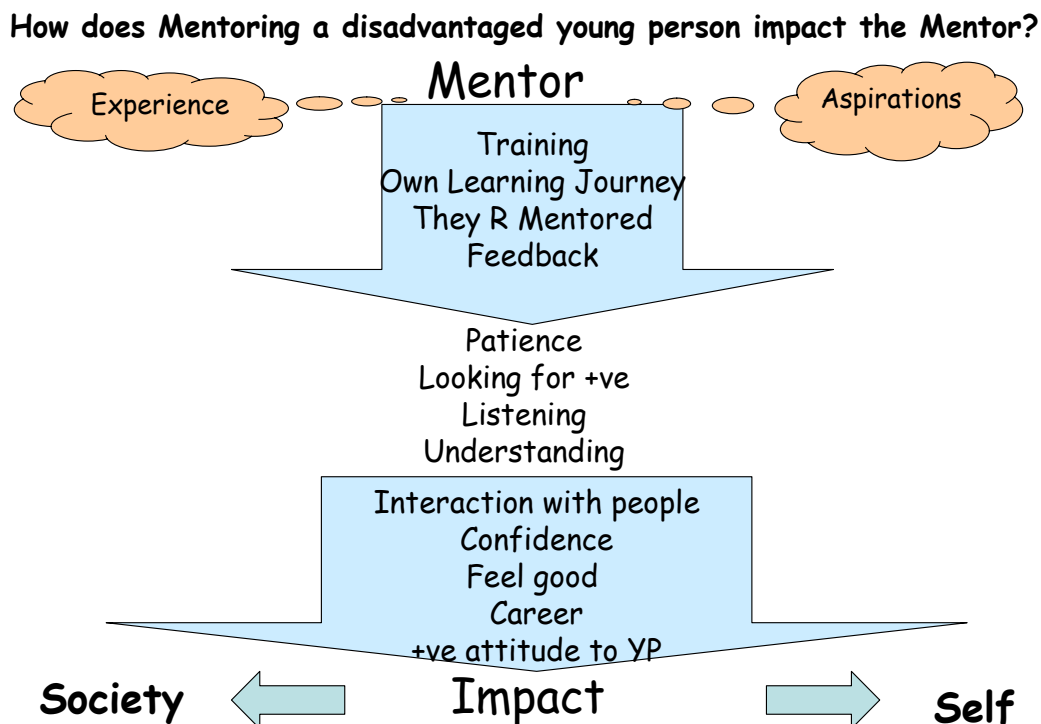 How does Mentoring a disadvantaged young person impact the Mentor?
Mentor
Experience
Aspirations
Training
Own Learning Journey
They R Mentored
Feedback
Patience
Looking for +ve
Listening
Understanding
Interaction with people
Confidence
Feel good
Career
+ve attitude to YP
Society
Impact
Self